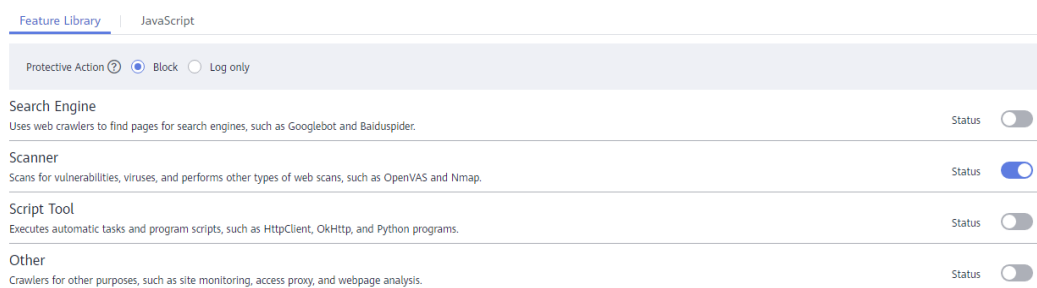 Feature Library JavaScript
Protective Action ? Block Log only
Search Engine
Uses web crawlers to find pages for search engines, such as Googlebot and Baiduspider.
Status
Scanner
Scans for vulnerabilities, viruses, and performs other types of web scans, such as OpenVAS and Nmap.
Status
Script Tool
Executes automatic tasks and program scripts, such as HttpClient, OkHttp, and Python programs.
Status
Other
Crawlers for other purposes, such as site monitoring, access proxy, and webpage analysis.
Status